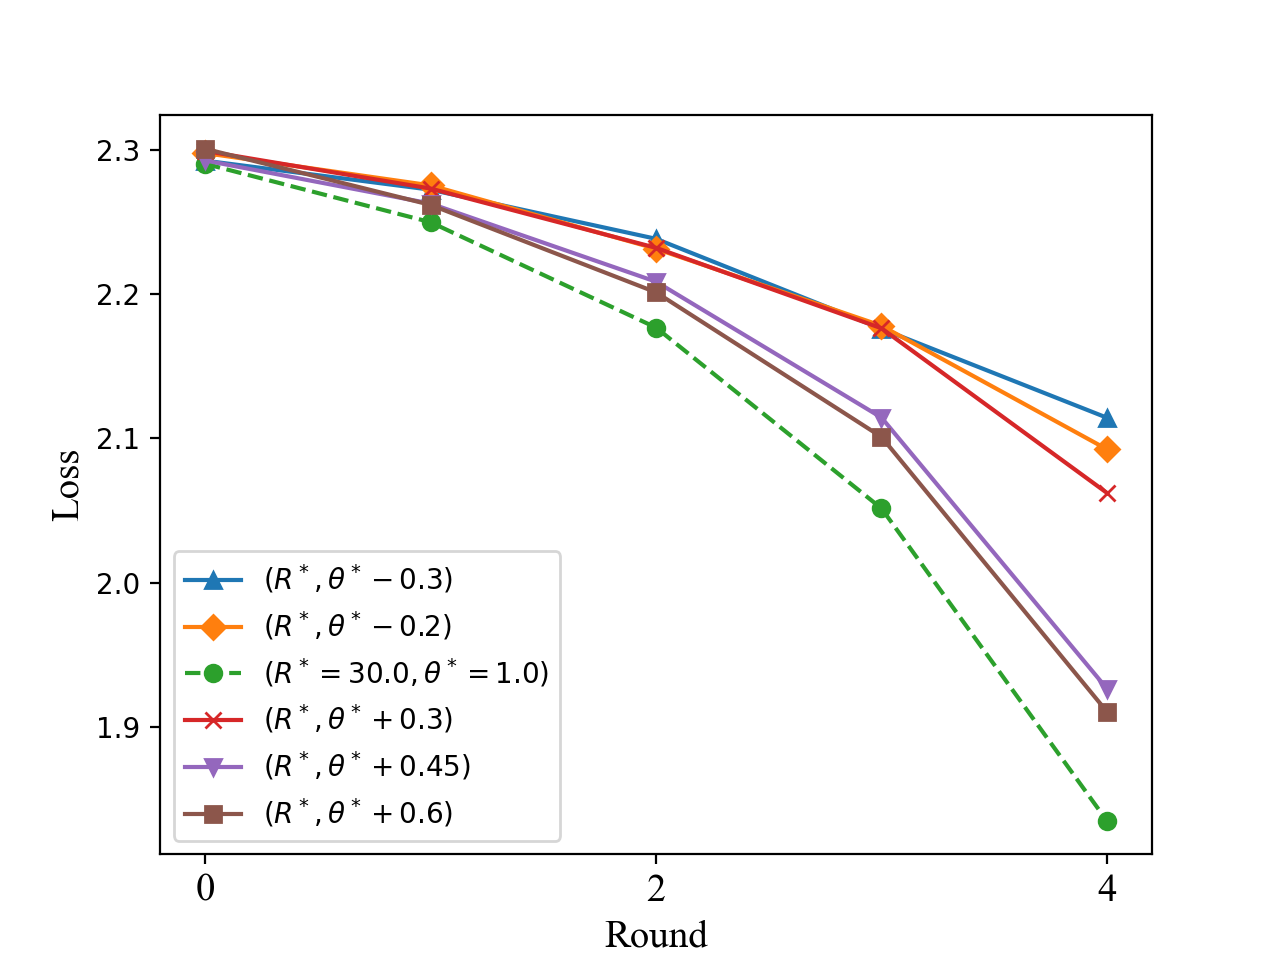 2.3
2.2
2.1
2.0
1.9
Loss
(R*, θ* − 0.3)
(R*, θ* − 0.2)
(R* = 30.0, θ* = 1.0)
(R*, θ* + 0.3)
(R*, θ* + 0.45)
(R*, θ* + 0.6)
0 2 4
Round